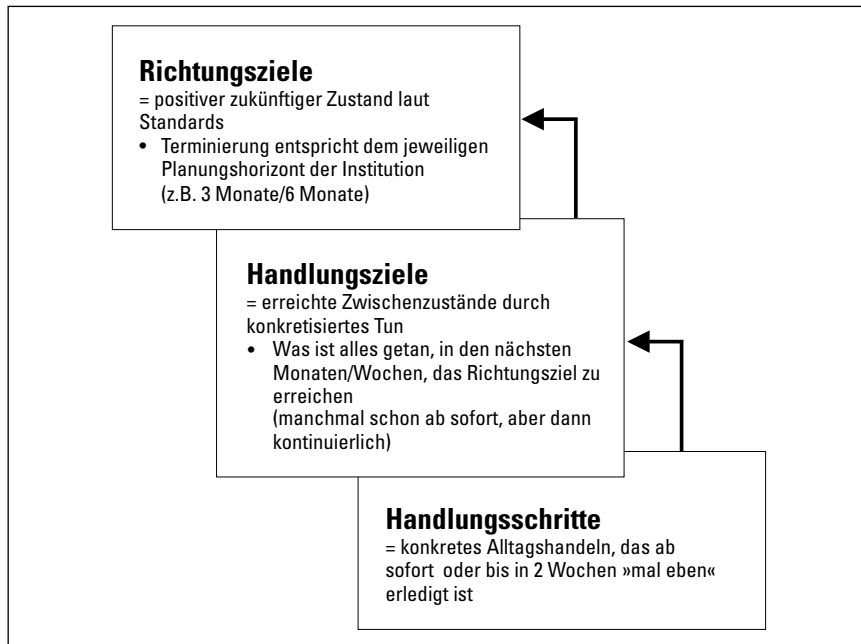 Richtungsziele
= positiver zukünftiger Zustand laut
Standards
• Terminierung entspricht dem jeweiligen
Planungshorizont der Institution
(z.B. 3 Monate/6 Monate)
Handlungsziele
= erreichte Zwischenzustände durch
konkretisiertes Tun
• Was ist alles getan, in den nächsten
Monaten/Wochen, das Richtungsziel zu
erreichen
(manchmal schon ab sofort, aber dann
kontinuierlich)
Handlungsschritte
= konkretes Alltagshandeln, das ab
sofort oder bis in 2 Wochen »mal eben«
erledigt ist